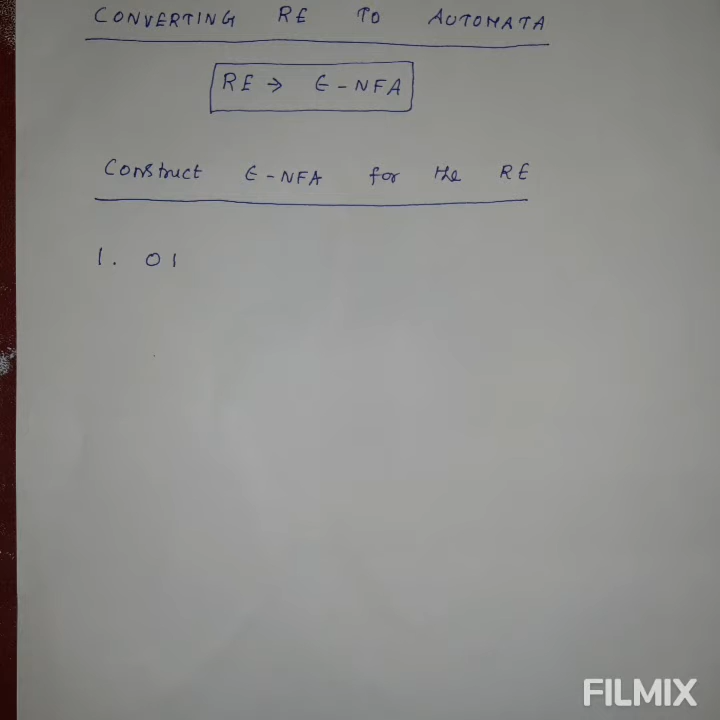 CONVERTING RE TO AUTOMATA
RE → ε-NFA
Construct ε-NFA for the RE
1. 01
FILMIX